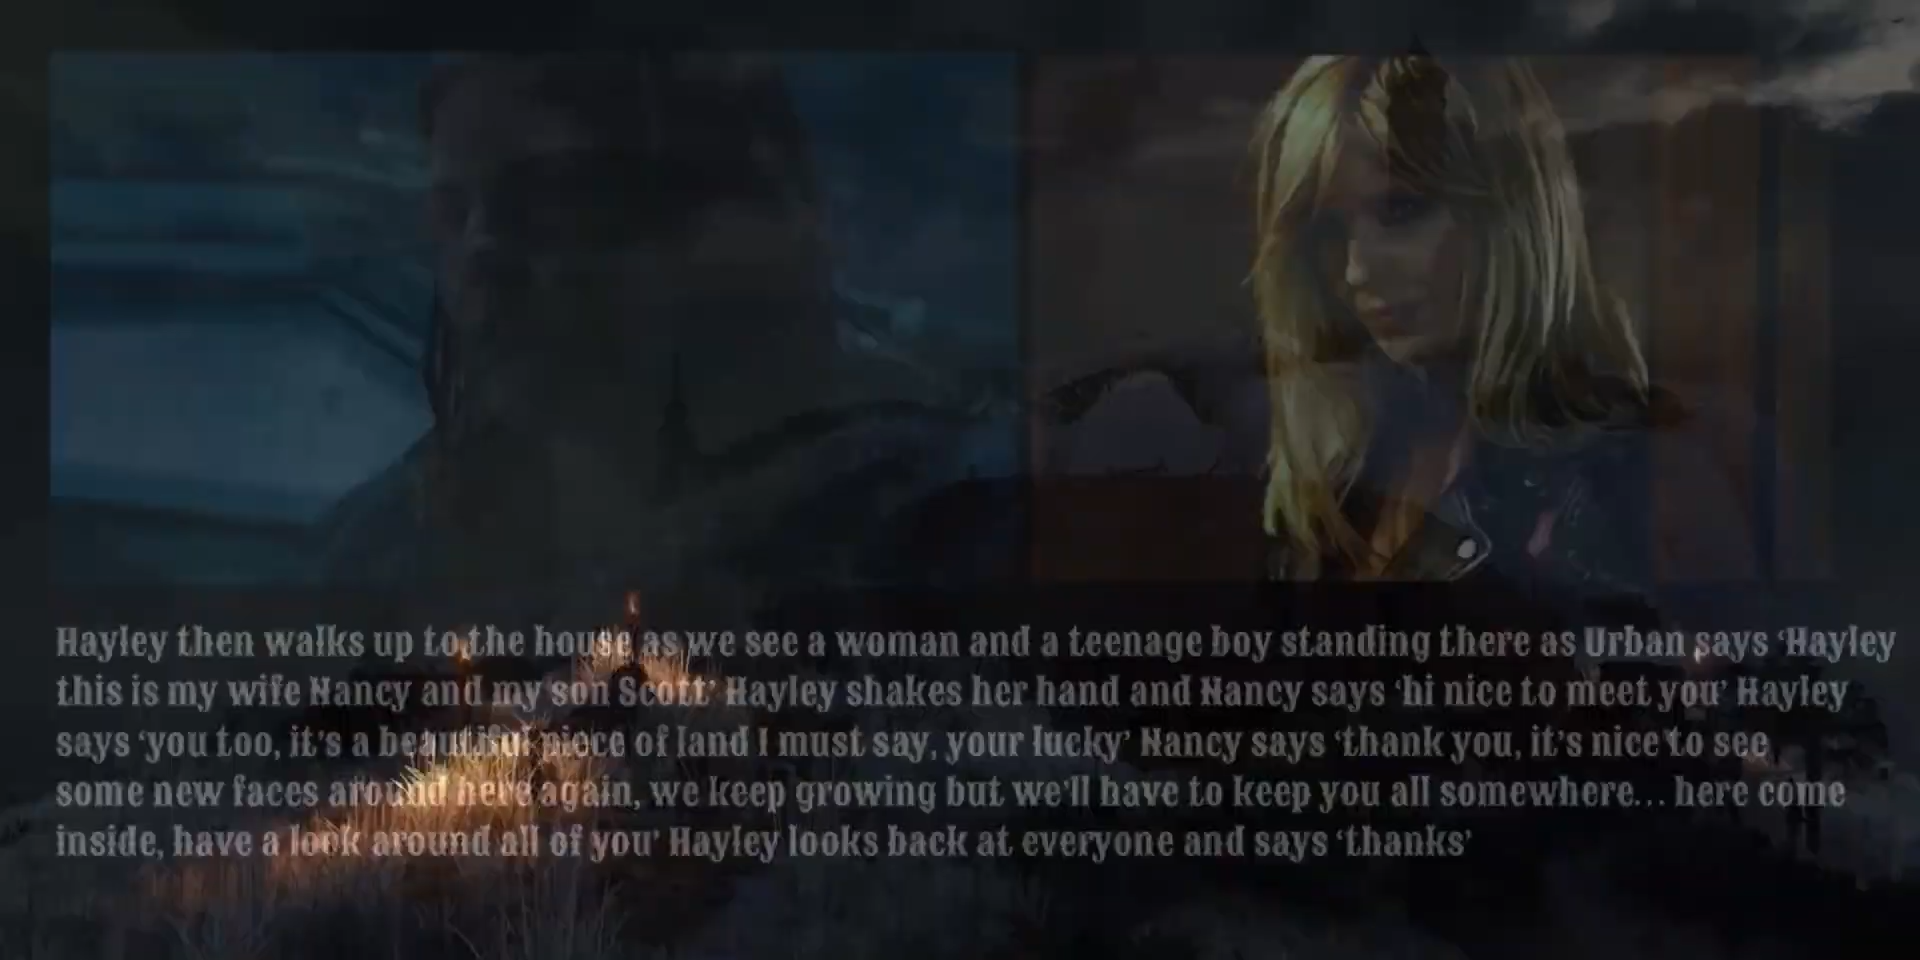 Hayley then walks up to the house as we see a woman and a teenage boy standing there as Urban says ‘Hayley
this is my wife Nancy and my son Scott’ Hayley shakes her hand and Nancy says ‘hi nice to meet you’ Hayley
says ‘you too, it’s a beautiful piece of land I must say, your lucky’ Nancy says ‘thank you, it’s nice to see
some new faces around here again, we keep growing but we’ll have to keep you all somewhere... here come
inside, have a look around all of you’ Hayley looks back at everyone and says ‘thanks’